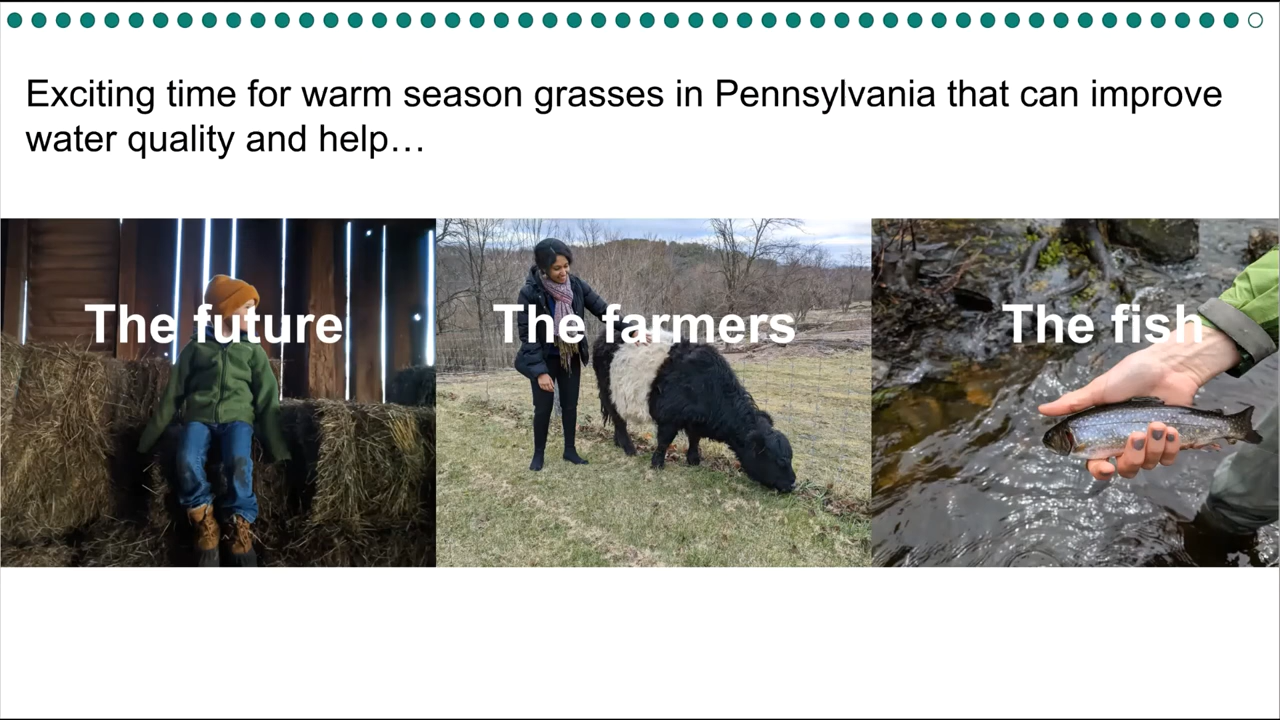 Exciting time for warm season grasses in Pennsylvania that can improve
water quality and help…
The future
The farmers
The fish